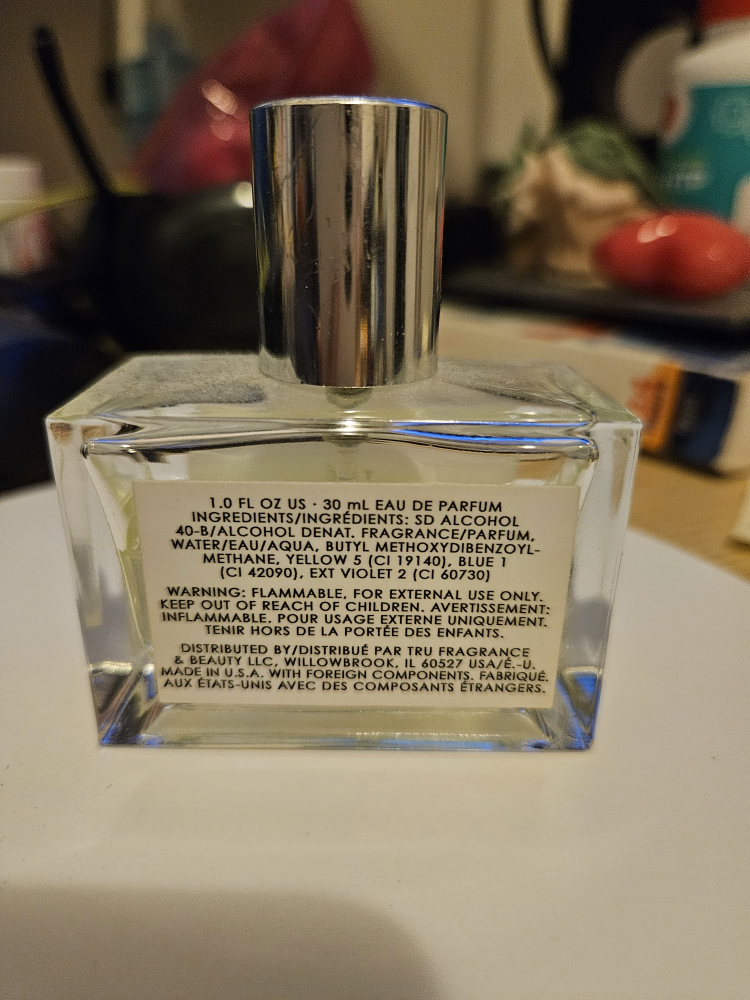 1.0 FL OZ US · 30 mL EAU DE PARFUM
INGREDIENTS/INGRÉDIENTS: SD ALCOHOL
40-B/ALCOHOL DENAT. FRAGRANCE/PARFUM,
WATER/EAU/AQUA, BUTYL METHOXYDIBENZOYL-
METHANE, YELLOW 5 (CI 19140), BLUE 1
(CI 42090), EXT VIOLET 2 (CI 60730)
WARNING: FLAMMABLE, FOR EXTERNAL USE ONLY.
KEEP OUT OF REACH OF CHILDREN. AVERTISSEMENT:
INFLAMMABLE. POUR USAGE EXTERNE UNIQUEMENT.
TENIR HORS DE LA PORTÉE DES ENFANTS.
DISTRIBUTED BY/DISTRIBUÉ PAR TRU FRAGRANCE
& BEAUTY LLC, WILLOWBROOK, IL 60527 USA/É.-U.
MADE IN U.S.A. WITH FOREIGN COMPONENTS. FABRIQUÉ.
AUX ÉTATS-UNIS AVEC DES COMPOSANTS ÉTRANGERS.